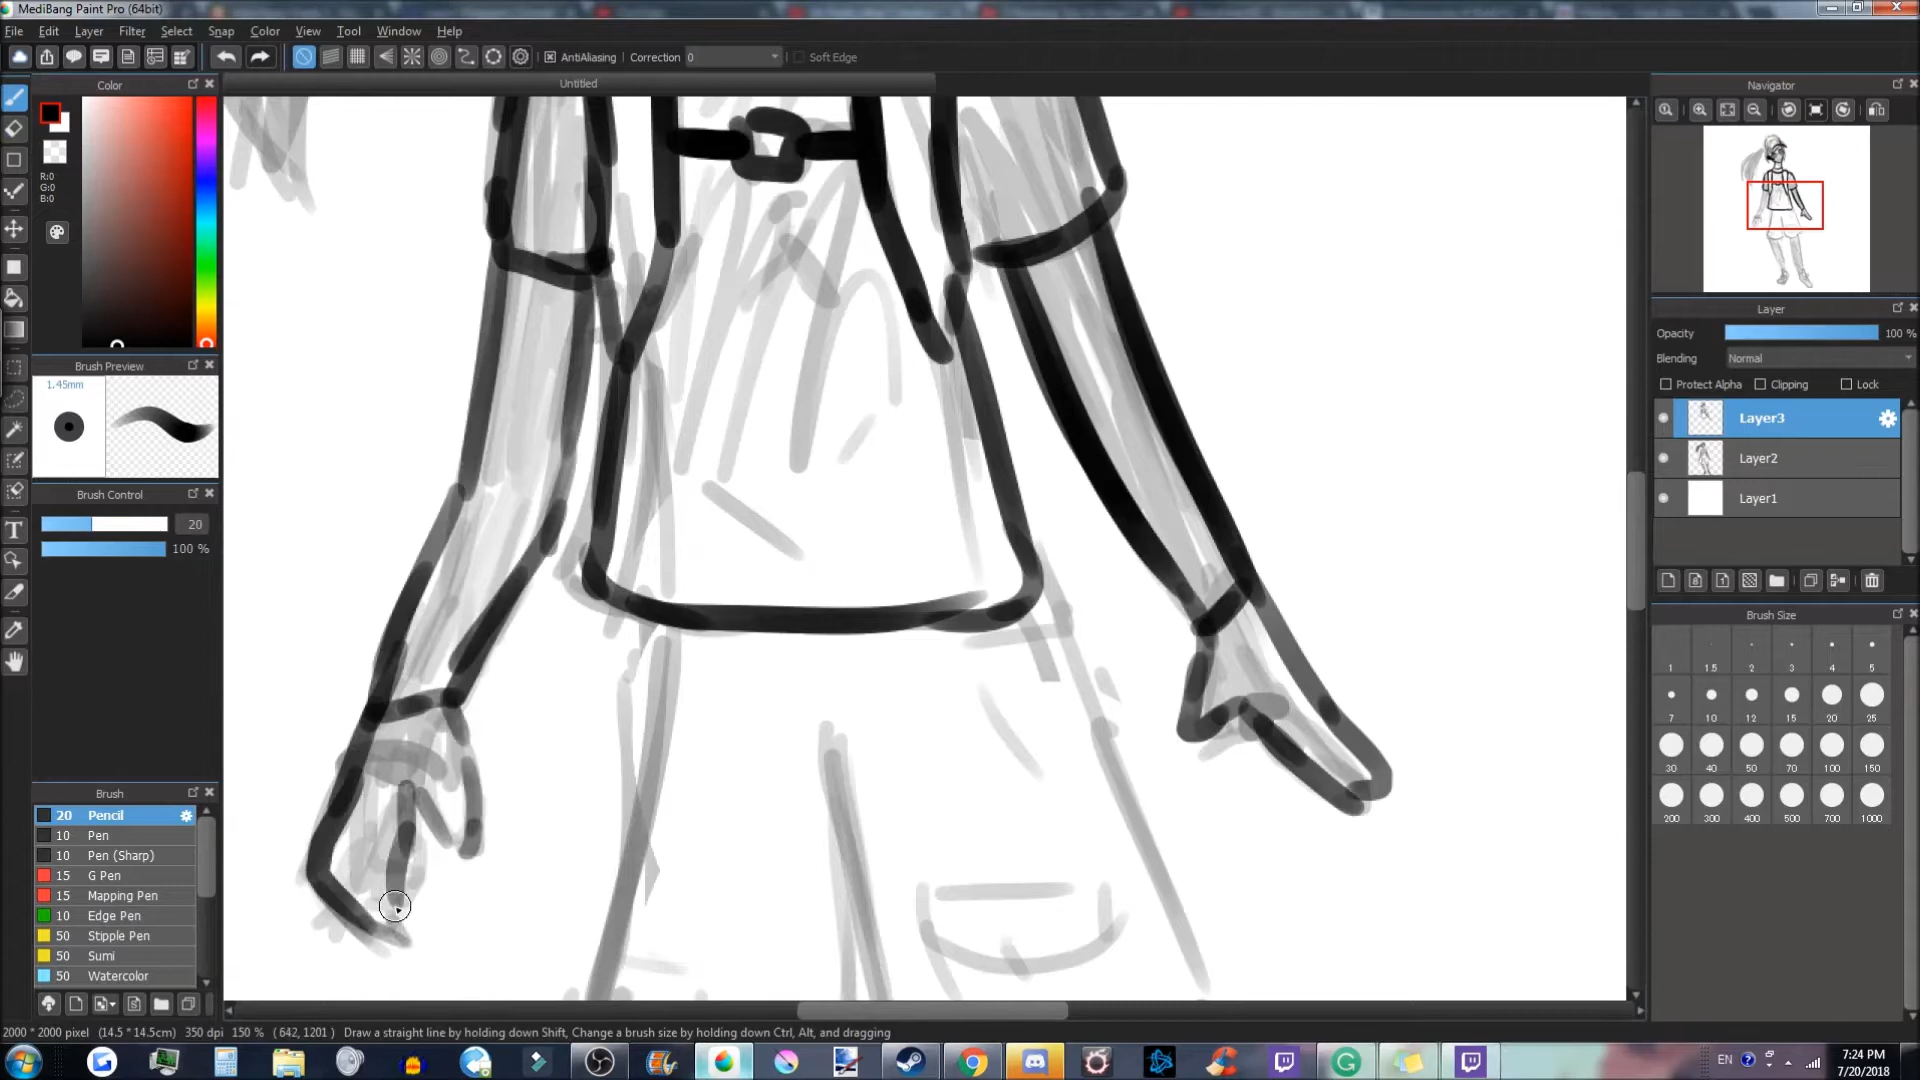 MediBang Paint Pro (64bit)
File Edit Layer Filter Select Snap Color View Tool Window Help
AntiAliasing Correction 0 Soft Edge
Color
Untitled
Navigator
R:0
G:0
B:0
Brush Preview
1.45mm
Layer
Opacity 100 %
Blending Normal
Protect Alpha Clipping Lock
Layer3
Layer2
Layer1
Brush Control
20
100 %
Brush Size
1 1.5 2 3 4 5
7 10 12 15 20 25
30 40 50 70 100 150
200 300 400 500 700 1000
Brush
20 Pencil
10 Pen
10 Pen (Sharp)
15 G Pen
15 Mapping Pen
10 Edge Pen
50 Stipple Pen
50 Sumi
50 Watercolor
2000 * 2000 pixel (14.5 * 14.5cm) 350 dpi 150 % ( 642, 1201 ) Draw a straight line by holding down Shift, Change a brush size by holding down Ctrl, Alt, and dragging
EN
7:24 PM
7/20/2018